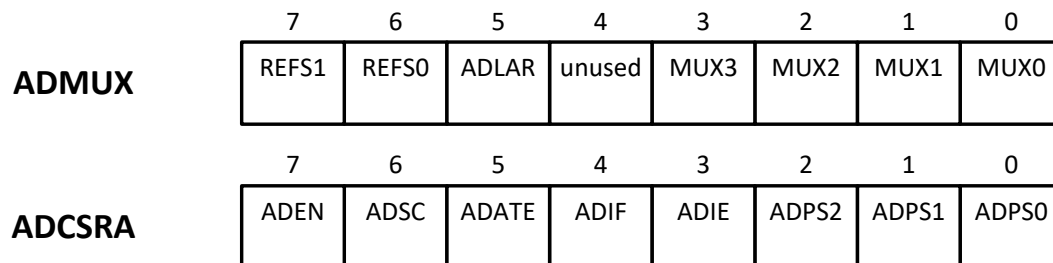 7 6 5 4 3 2 1 0
ADMUX REFS1 REFS0 ADLAR unused MUX3 MUX2 MUX1 MUX0
7 6 5 4 3 2 1 0
ADCSRA ADEN ADSC ADATE ADIF ADIE ADPS2 ADPS1 ADPS0